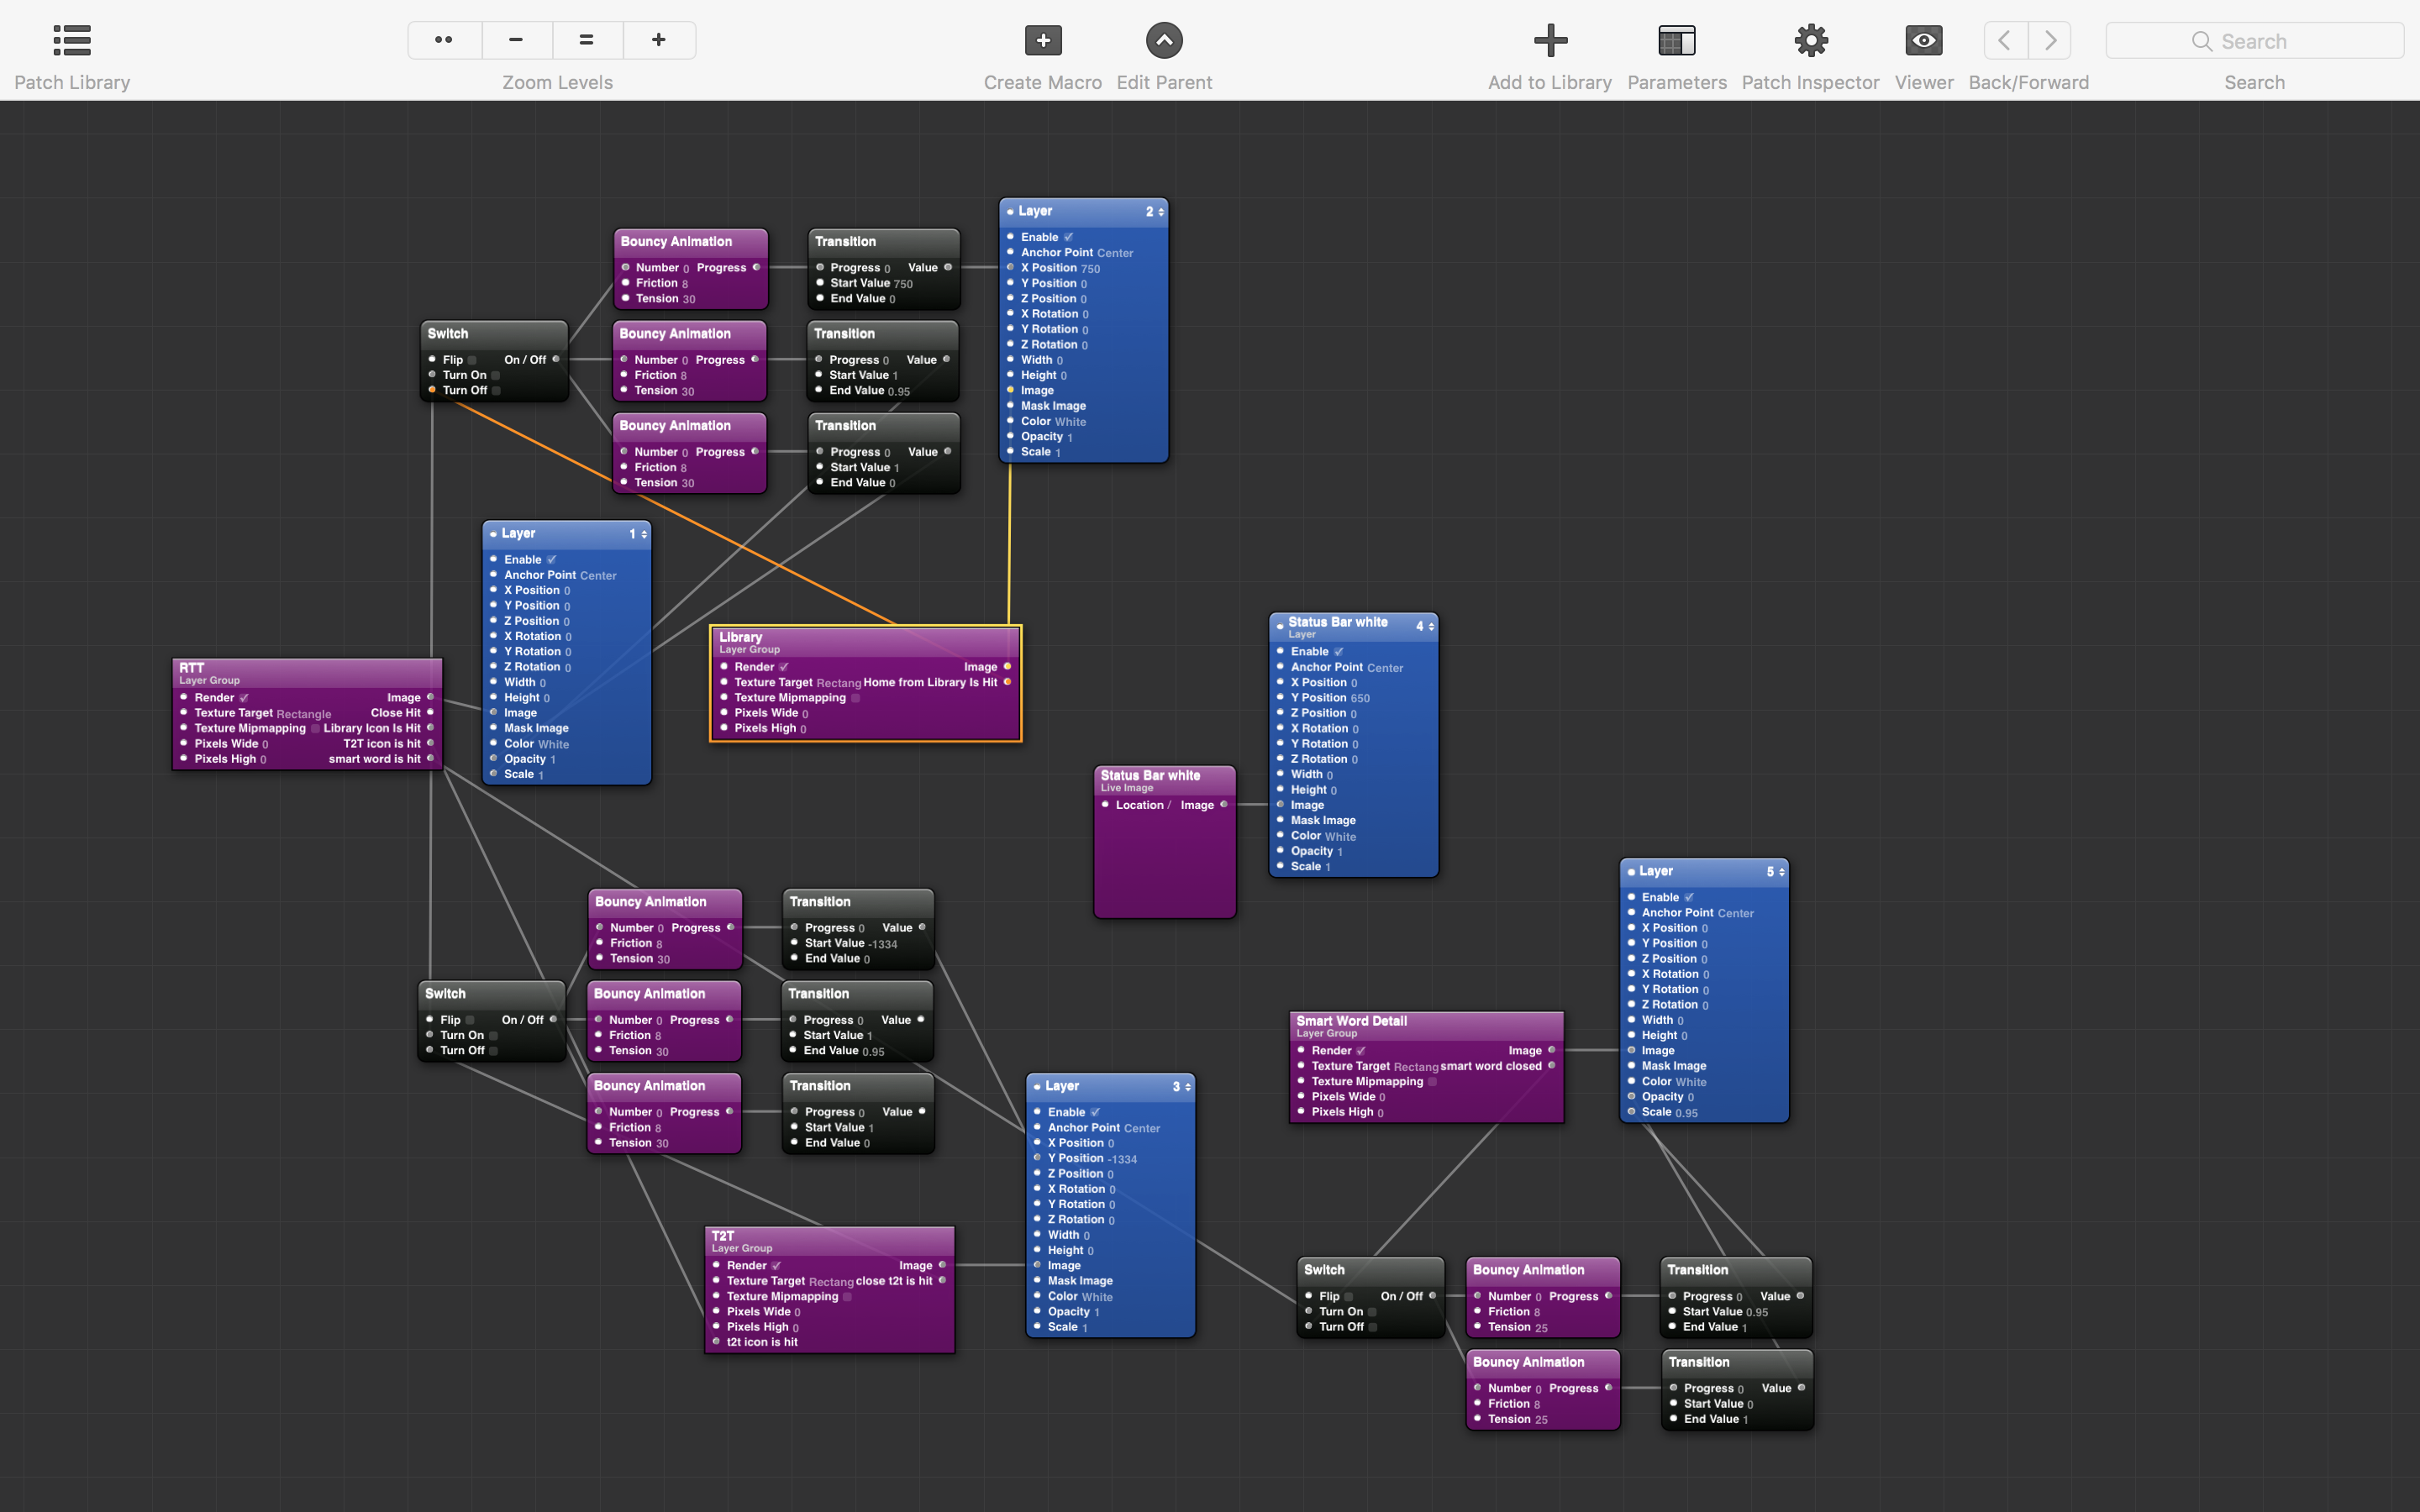 Patch Library
Zoom Levels
Create Macro
Edit Parent
Add to Library
Parameters
Patch Inspector
Viewer
Back/Forward
Search
Search
Layer 2
Enable
Anchor Point Center
X Position 750
Y Position 0
Z Position 0
X Rotation 0
Y Rotation 0
Z Rotation 0
Width 0
Height 0
Image
Mask Image
Color White
Opacity 1
Scale 1
Bouncy Animation
Number 0 Progress
Friction 8
Tension 30
Transition
Progress 0 Value
Start Value 750
End Value 0
Switch
Flip On / Off
Turn On
Turn Off
Bouncy Animation
Number 0 Progress
Friction 8
Tension 30
Transition
Progress 0 Value
Start Value 1
End Value 0.95
Bouncy Animation
Number 0 Progress
Friction 8
Tension 30
Transition
Progress 0 Value
Start Value 1
End Value 0
Layer 1
Enable
Anchor Point Center
X Position 0
Y Position 0
Z Position 0
X Rotation 0
Y Rotation 0
Z Rotation 0
Width 0
Height 0
Image
Mask Image
Color White
Opacity 1
Scale 1
RTT
Layer Group
Render Image
Texture Target Rectangle Close Hit
Texture Mipmapping Library Icon Is Hit
Pixels Wide 0 T2T icon is hit
Pixels High 0 smart word is hit
Library
Layer Group
Render Image
Texture Target Rectang Home from Library Is Hit
Texture Mipmapping
Pixels Wide 0
Pixels High 0
Status Bar white 4
Layer
Enable
Anchor Point Center
X Position 0
Y Position 650
Z Position 0
X Rotation 0
Y Rotation 0
Z Rotation 0
Width 0
Height 0
Image
Mask Image
Color White
Opacity 1
Scale 1
Status Bar white
Live Image
Location / Image
Layer 5
Enable
Anchor Point Center
X Position 0
Y Position 0
Z Position 0
X Rotation 0
Y Rotation 0
Z Rotation 0
Width 0
Height 0
Image
Mask Image
Color White
Opacity 0
Scale 0.95
Bouncy Animation
Number 0 Progress
Friction 8
Tension 30
Transition
Progress 0 Value
Start Value -1334
End Value 0
Switch
Flip On / Off
Turn On
Turn Off
Bouncy Animation
Number 0 Progress
Friction 8
Tension 30
Transition
Progress 0 Value
Start Value 1
End Value 0.95
Bouncy Animation
Number 0 Progress
Friction 8
Tension 30
Transition
Progress 0 Value
Start Value 1
End Value 0
Smart Word Detail
Layer Group
Render Image
Texture Target Rectang smart word closed
Texture Mipmapping
Pixels Wide 0
Pixels High 0
Layer 3
Enable
Anchor Point Center
X Position 0
Y Position -1334
Z Position 0
X Rotation 0
Y Rotation 0
Z Rotation 0
Width 0
Height 0
Image
Mask Image
Color White
Opacity 1
Scale 1
T2T
Layer Group
Render Image
Texture Target Rectang close t2t is hit
Texture Mipmapping
Pixels Wide 0
Pixels High 0
t2t icon is hit
Switch
Flip On / Off
Turn On
Turn Off
Bouncy Animation
Number 0 Progress
Friction 8
Tension 25
Transition
Progress 0 Value
Start Value 0.95
End Value 1
Bouncy Animation
Number 0 Progress
Friction 8
Tension 25
Transition
Progress 0 Value
Start Value 0
End Value 1